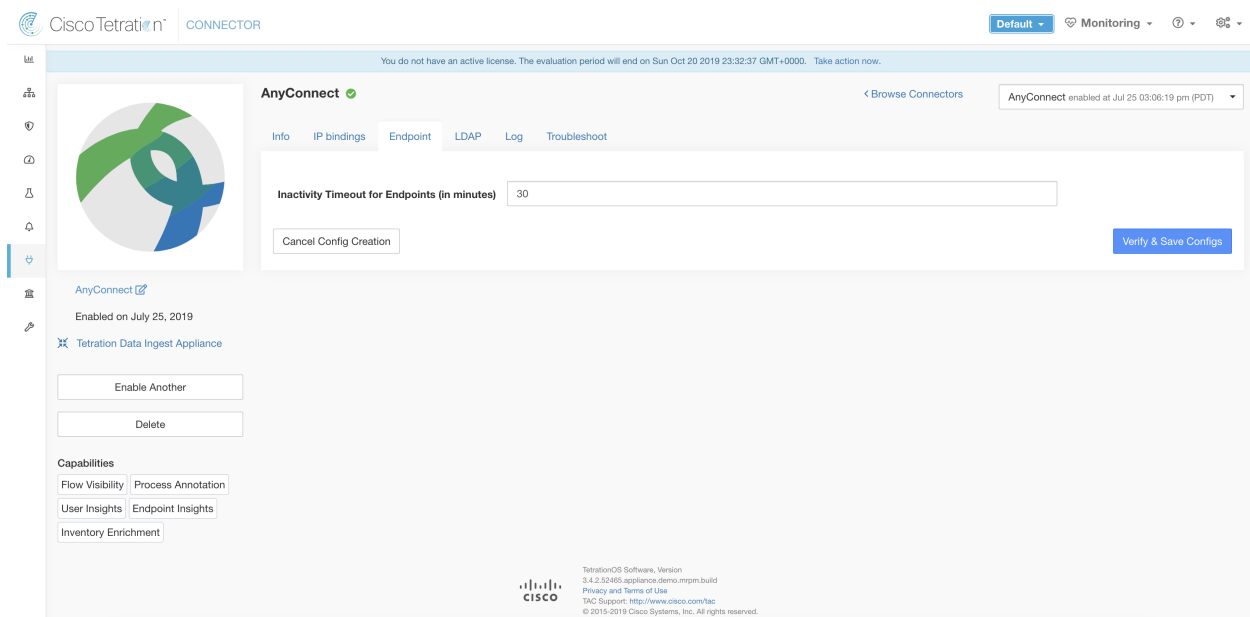 Cisco Tetration™ CONNECTOR Default Monitoring
You do not have an active license. The evaluation period will end on Sun Oct 20 2019 23:32:37 GMT+0000. Take action now.
AnyConnect
< Browse Connectors
AnyConnect enabled at Jul 25 03:06:19 pm (PDT)
Info IP bindings Endpoint LDAP Log Troubleshoot
Inactivity Timeout for Endpoints (in minutes) 30
Cancel Config Creation Verify & Save Configs
AnyConnect
Enabled on July 25, 2019
Tetration Data Ingest Appliance
Enable Another
Delete
Capabilities
Flow Visibility Process Annotation
User Insights Endpoint Insights
Inventory Enrichment
CISCO
TetrationOS Software, Version
3.4.2.52465.appliance.demo.mrpm.build
Privacy and Terms of Use
TAC Support: http://www.cisco.com/tac
© 2015-2019 Cisco Systems, Inc. All rights reserved.